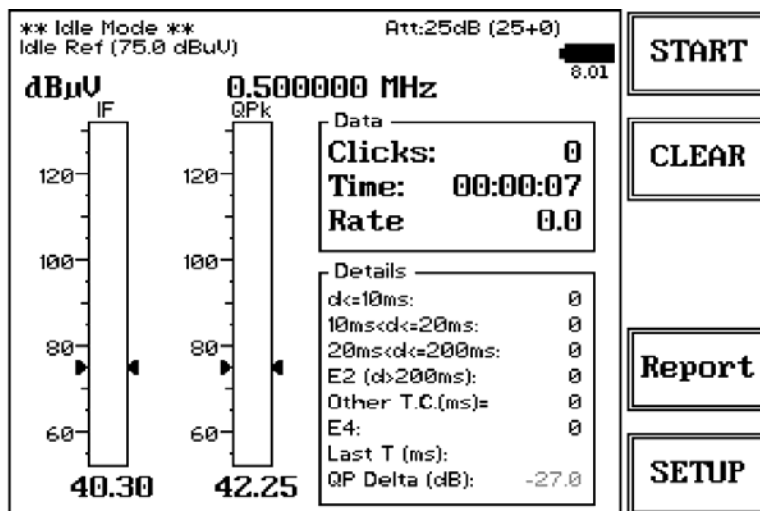 ** Idle Mode **
Att:25dB (25+0)
Idle Ref (75.0 dBuV)
8.01
dBµV
0.500000 MHz
IF
QPk
120
100
80
60
40.30
120
100
80
60
42.25
Data
Clicks: 0
Time: 00:00:07
Rate 0.0
Details
d<=10ms: 0
10ms<d<=20ms: 0
20ms<d<=200ms: 0
E2 (d>200ms): 0
Other T.C.(ms)= 0
E4: 0
Last T (ms):
QP Delta (dB): -27.0
START
CLEAR
Report
SETUP